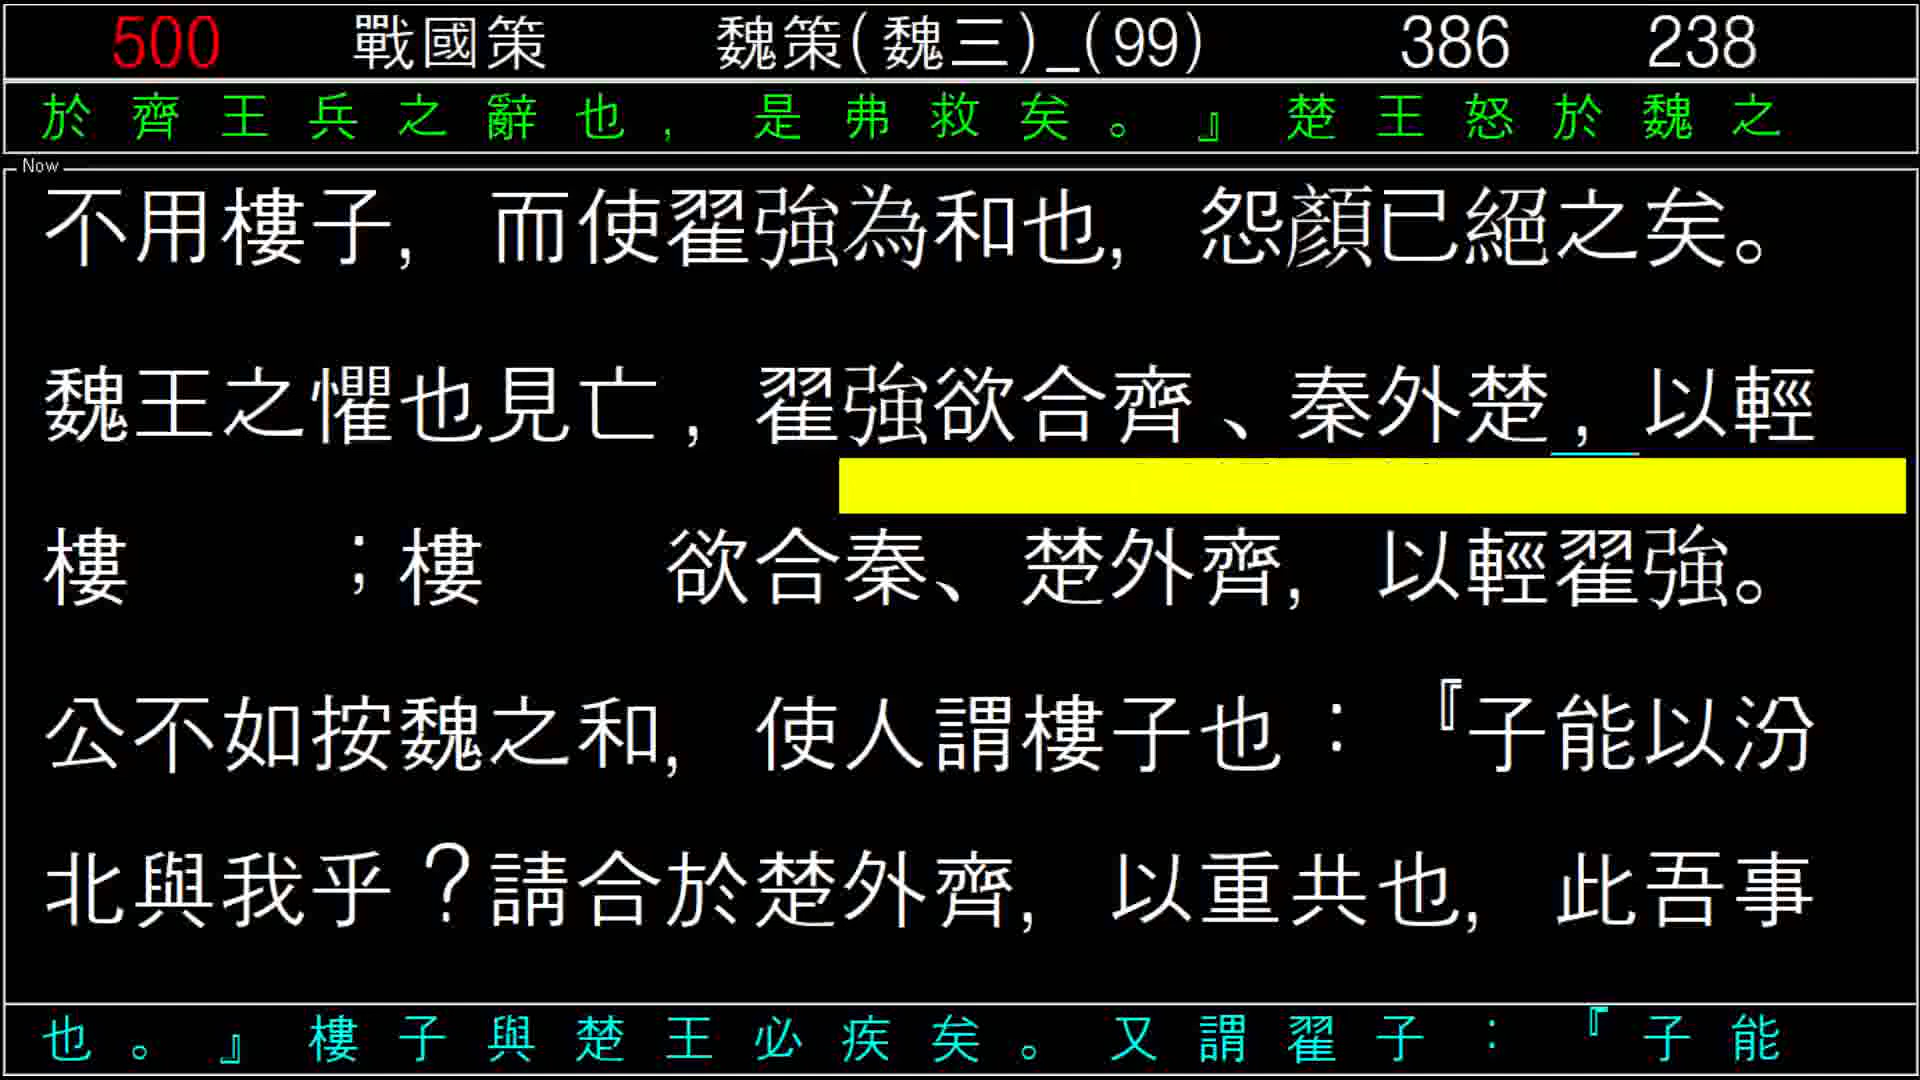 500 戰國策 魏策(魏三)_(99) 386 238
於齊王兵之辭也，是弗救矣。』楚王怒於魏之
Now
不用樓子，而使翟強為和也，怨顏已絕之矣。
魏王之懼也見亡，翟強欲合齊、秦外楚，以輕
樓　　；樓　　欲合秦、楚外齊，以輕翟強。
公不如按魏之和，使人謂樓子也：『子能以汾
北與我乎？請合於楚外齊，以重共也，此吾事
也。』樓子與楚王必疾矣。又謂翟子：『子能